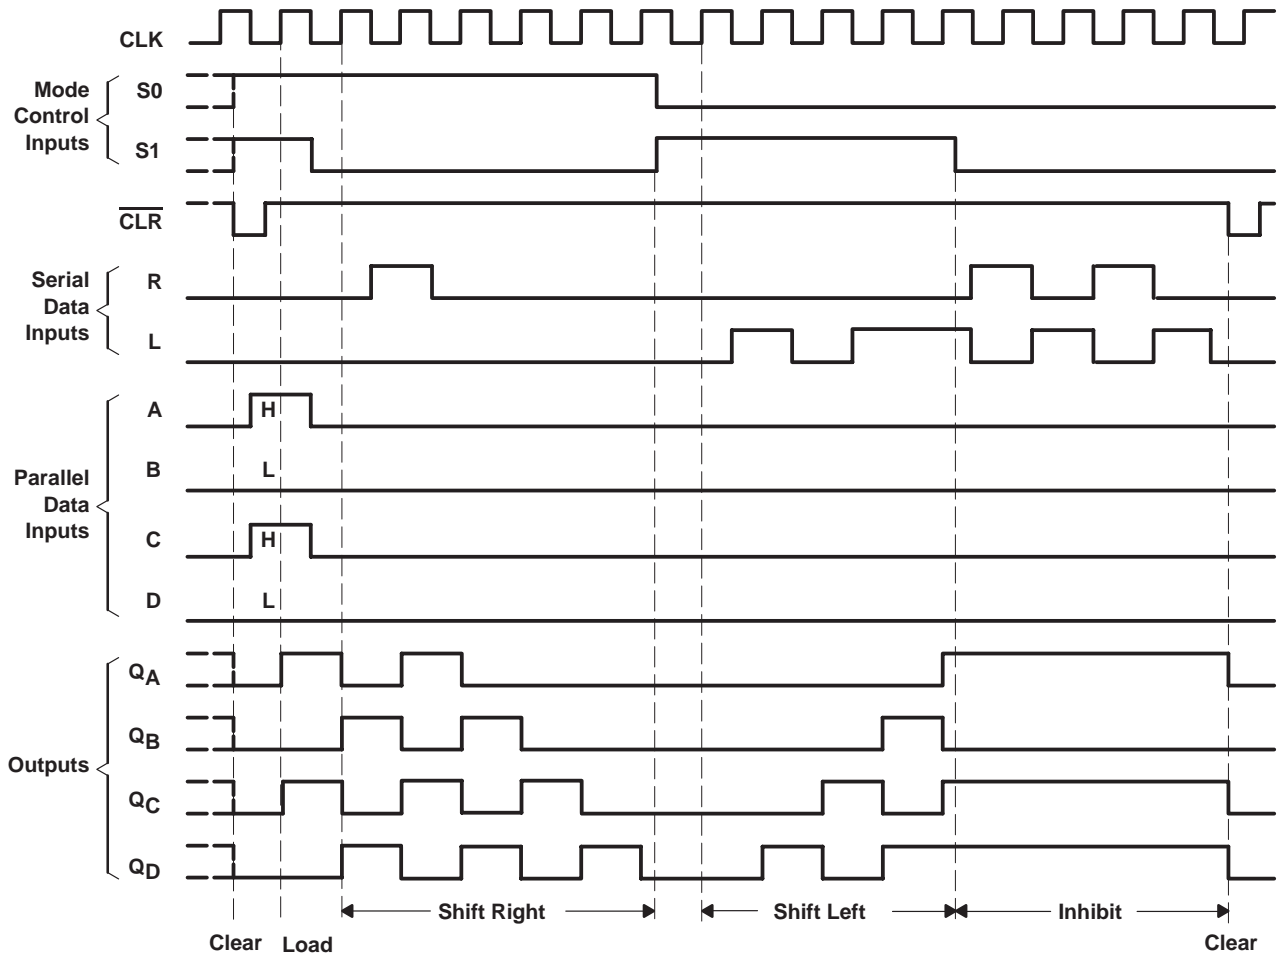 CLK
Mode
Control
Inputs
S0
S1
CLR
Serial
Data
Inputs
R
L
Parallel
Data
Inputs
A
H
B
L
C
H
D
L
Outputs
QA
QB
QC
QD
Shift Right
Shift Left
Inhibit
Clear
Load
Clear